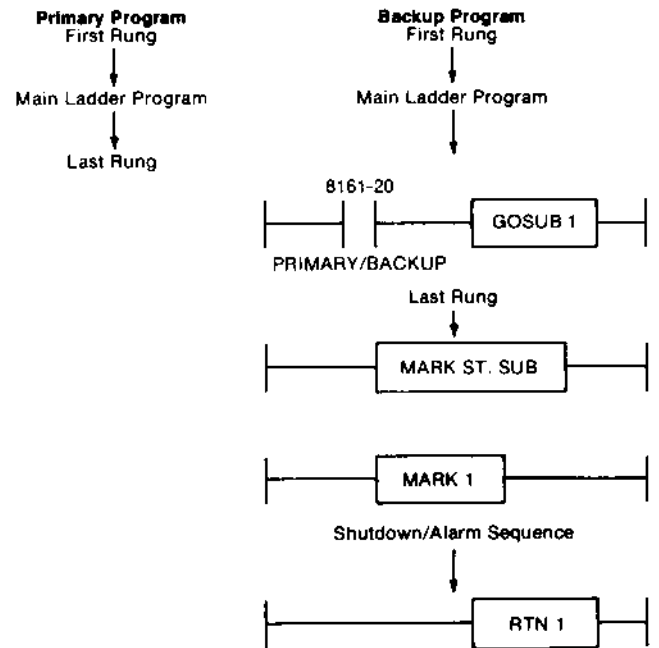 Primary Program
First Rung
Main Ladder Program
Last Rung
Backup Program
First Rung
Main Ladder Program
8161-20
GOSUB 1
PRIMARY/BACKUP
Last Rung
MARK ST. SUB
MARK 1
Shutdown/Alarm Sequence
RTN 1